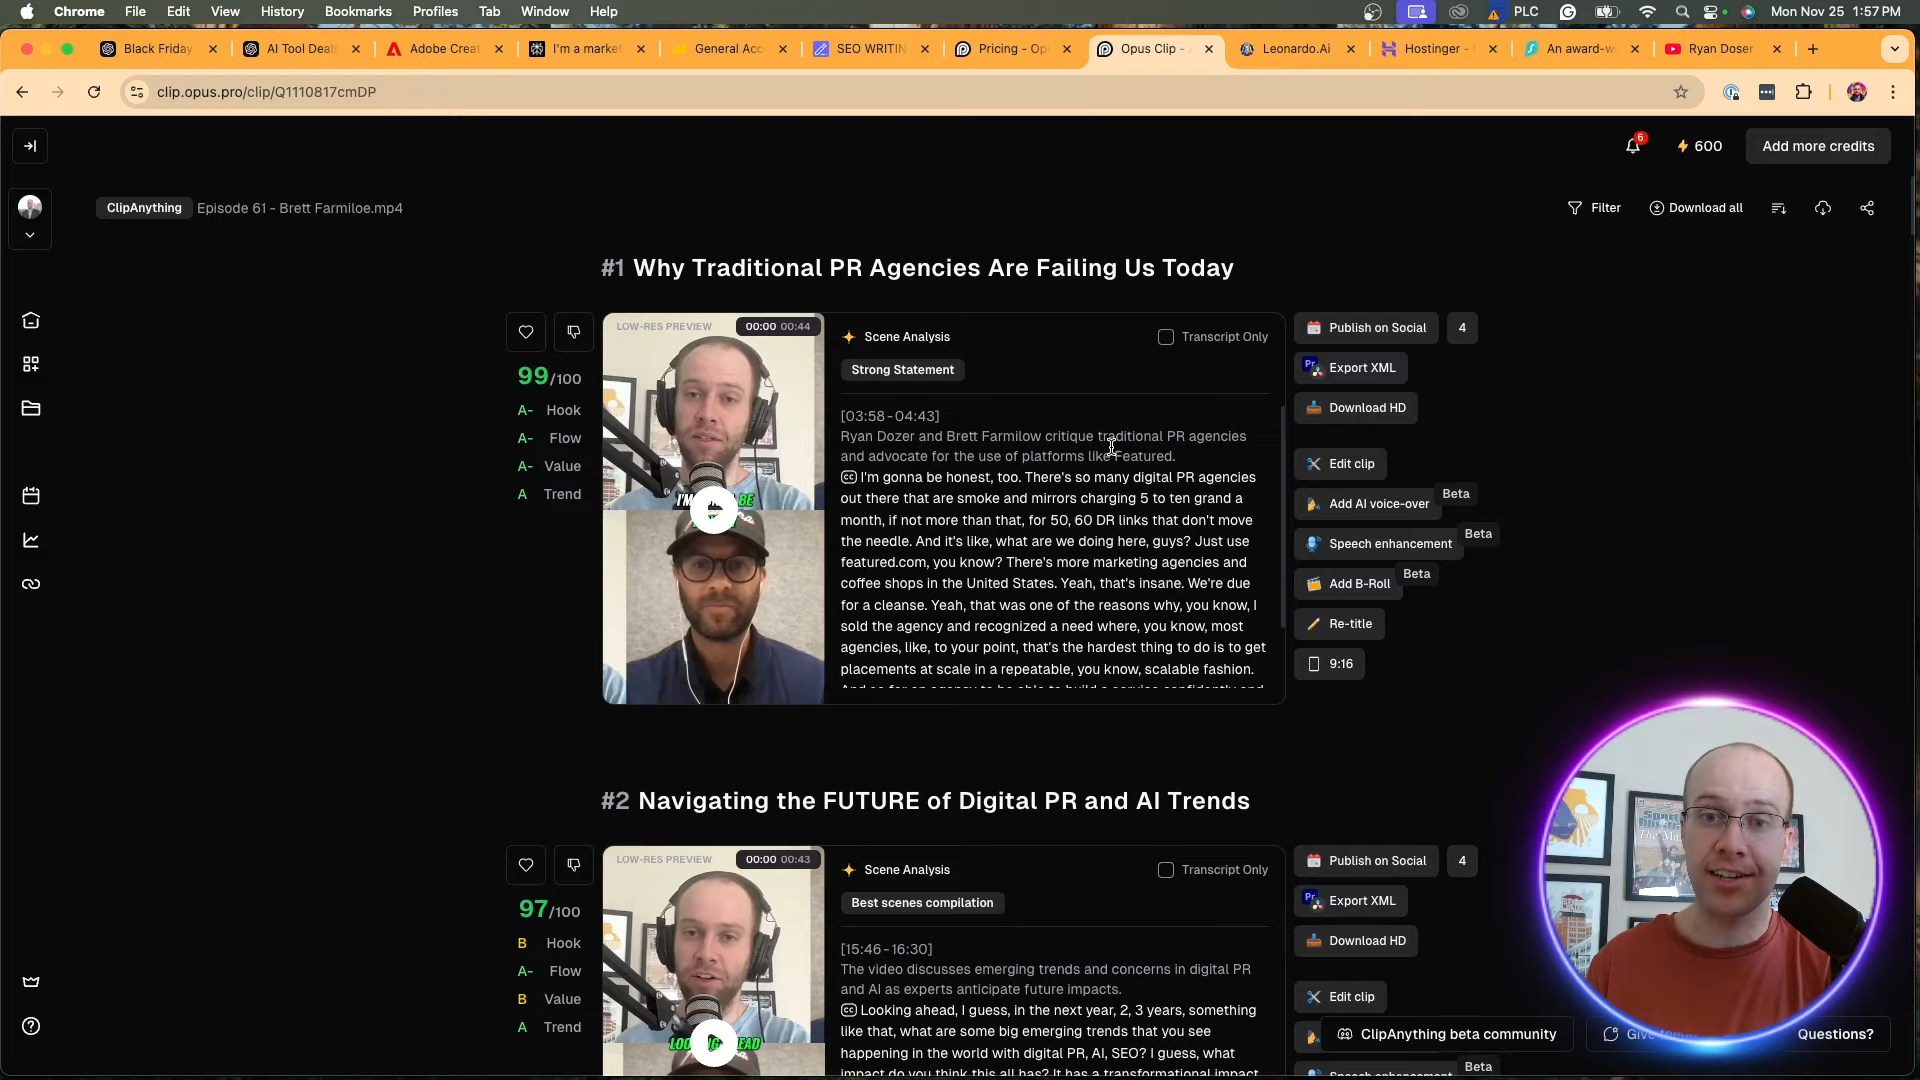 Chrome File Edit View History Bookmarks Profiles Tab Window Help PLC Mon Nov 25 1:57 PM
Black Friday AI Tool Deals Adobe Creat I'm a market General Acc SEO WRITIN Pricing - Op Opus Clip - Leonardo.Ai Hostinger - An award-w Ryan Doser
clip.opus.pro/clip/Q1110817cmDP
6 600 Add more credits
ClipAnything Episode 61 - Brett Farmiloe.mp4 Filter Download all
#1 Why Traditional PR Agencies Are Failing Us Today
LOW-RES PREVIEW 00:00 00:44
99/100
A- Hook
A- Flow
A- Value
A Trend
Scene Analysis Transcript Only
Strong Statement
[03:58-04:43]
Ryan Dozer and Brett Farmilow critique traditional PR agencies
and advocate for the use of platforms like Featured.
CC I'm gonna be honest, too. There's so many digital PR agencies
out there that are smoke and mirrors charging 5 to ten grand a
month, if not more than that, for 50, 60 DR links that don't move
the needle. And it's like, what are we doing here, guys? Just use
featured.com, you know? There's more marketing agencies and
coffee shops in the United States. Yeah, that's insane. We're due
for a cleanse. Yeah, that was one of the reasons why, you know, I
sold the agency and recognized a need where, you know, most
agencies, like, to your point, that's the hardest thing to do is to get
placements at scale in a repeatable, you know, scalable fashion.
Publish on Social 4
Pr Export XML
Download HD
Edit clip
Add AI voice-over Beta
Speech enhancement Beta
Add B-Roll Beta
Re-title
9:16
#2 Navigating the FUTURE of Digital PR and AI Trends
LOW-RES PREVIEW 00:00 00:43
97/100
B Hook
A- Flow
B Value
A Trend
Scene Analysis Transcript Only
Best scenes compilation
[15:46-16:30]
The video discusses emerging trends and concerns in digital PR
and AI as experts anticipate future impacts.
CC Looking ahead, I guess, in the next year, 2, 3 years, something
like that, what are some big emerging trends that you see
happening in the world with digital PR, AI, SEO? I guess, what
impact do you think this all has? It has a transformational impact
Publish on Social 4
Pr Export XML
Download HD
Edit clip
Beta
ClipAnything beta community
Questions?